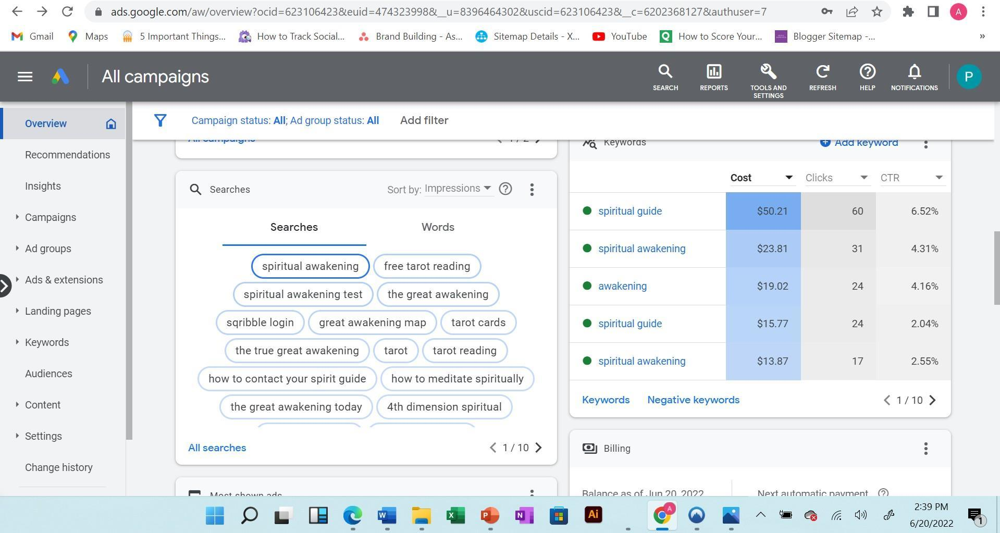 ads.google.com/aw/overview?ocid=623106423&euid=474323998&__u=8396464302&uscid=623106423&__c=6202368127&authuser=7
A
Gmail
Maps
5 Important Things...
How to Track Social...
Brand Building - As...
Sitemap Details - X...
YouTube
How to Score Your...
Blogger Sitemap -...
»
All campaigns
SEARCH
REPORTS
TOOLS AND
SETTINGS
REFRESH
HELP
NOTIFICATIONS
P
Overview
Recommendations
Insights
Campaigns
Ad groups
Ads & extensions
Landing pages
Keywords
Audiences
Content
Settings
Change history
Campaign status: All; Ad group status: All
Add filter
All campaigns
1 / 2
Searches
Sort by: Impressions
Searches
Words
spiritual awakening
free tarot reading
spiritual awakening test
the great awakening
sqribble login
great awakening map
tarot cards
the true great awakening
tarot
tarot reading
how to contact your spirit guide
how to meditate spiritually
the great awakening today
4th dimension spiritual
All searches
1 / 10
Most shown ads
Keywords
Add keyword
Cost
Clicks
CTR
spiritual guide $50.21 60 6.52%
spiritual awakening $23.81 31 4.31%
awakening $19.02 24 4.16%
spiritual guide $15.77 24 2.04%
spiritual awakening $13.87 17 2.55%
Keywords
Negative keywords
1 / 10
Billing
Balance as of Jun 20, 2022
Next automatic payment
W
X
P
N
Ai
A
2:39 PM
6/20/2022
1